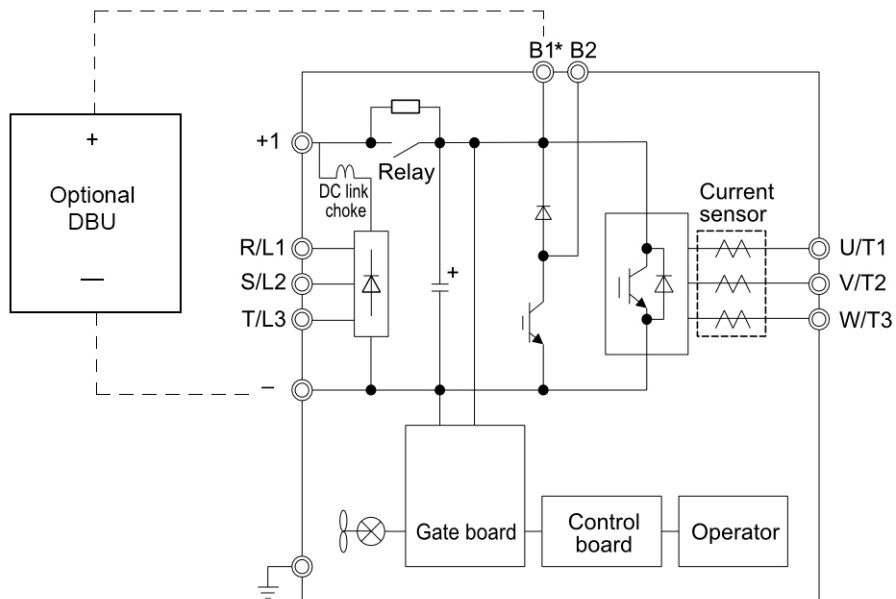 B1* B2
+
Optional
DBU
—
+1
Relay
DC link
choke
Current
sensor
R/L1
S/L2
T/L3
+
U/T1
V/T2
W/T3
–
Gate board
Control
board
Operator